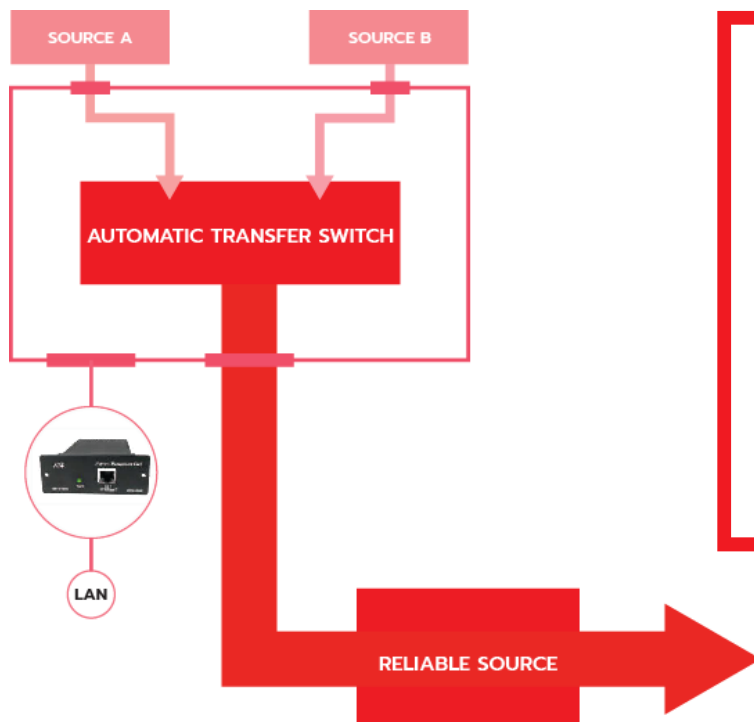 SOURCE A
SOURCE B
AUTOMATIC TRANSFER SWITCH
LAN
RELIABLE SOURCE